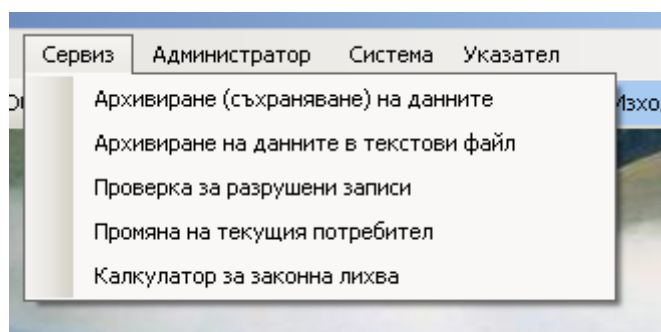 Сервиз Администратор Система Указател
Архивиране (съхраняване) на данните
Архивиране на данните в текстови файл
Проверка за разрушени записи
Промяна на текущия потребител
Калкулатор за законна лихва